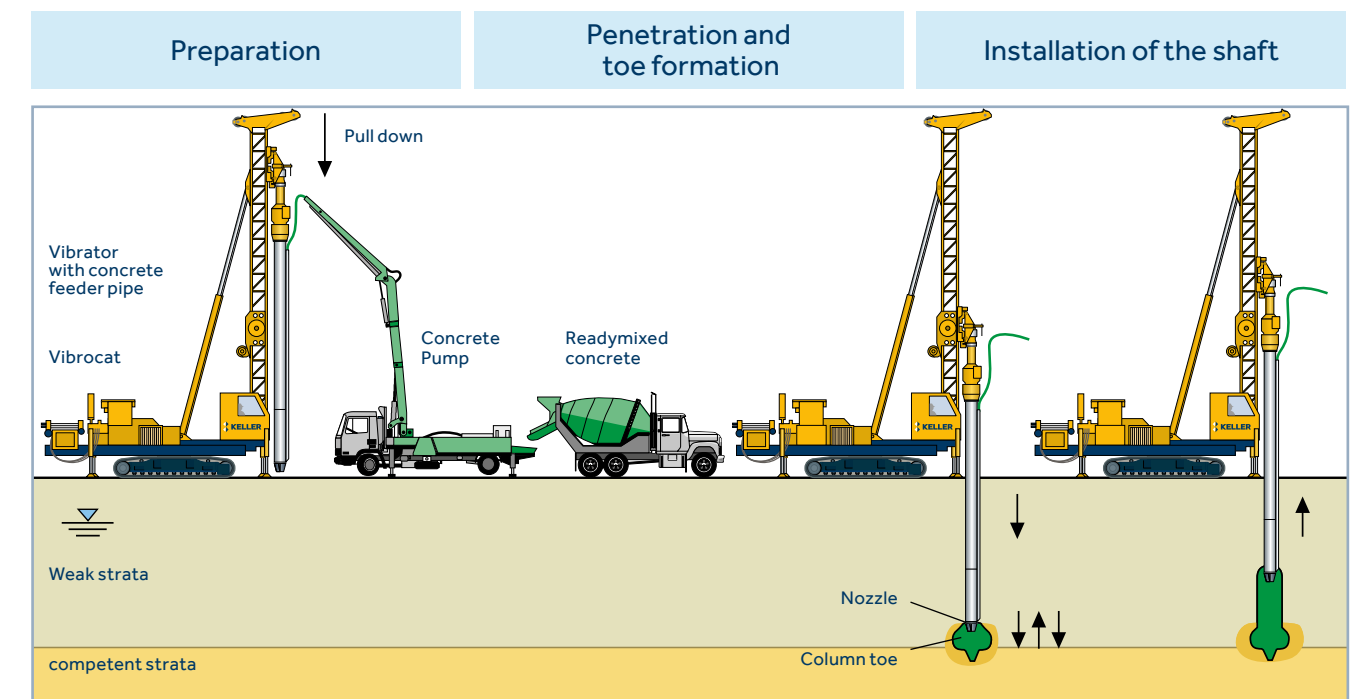 Preparation
Penetration and
toe formation
Installation of the shaft
Pull down
Vibrator
with concrete
feeder pipe
Vibrocat
Concrete
Pump
Readymixed
concrete
KELLER
KELLER
KELLER
Weak strata
Nozzle
Column toe
competent strata